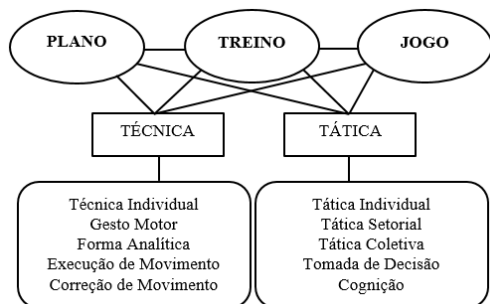 PLANO
TREINO
JOGO
TÉCNICA
TÁTICA
Técnica Individual
Gesto Motor
Forma Analítica
Execução de Movimento
Correção de Movimento
Tática Individual
Tática Setorial
Tática Coletiva
Tomada de Decisão
Cognição